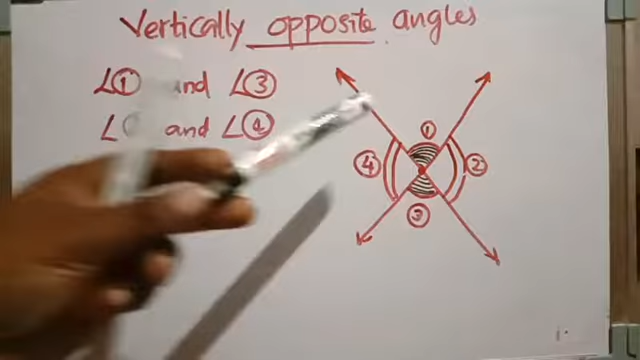 Vertically opposite angles
∠① and ∠③
∠ and ∠④
①
④ ②
③